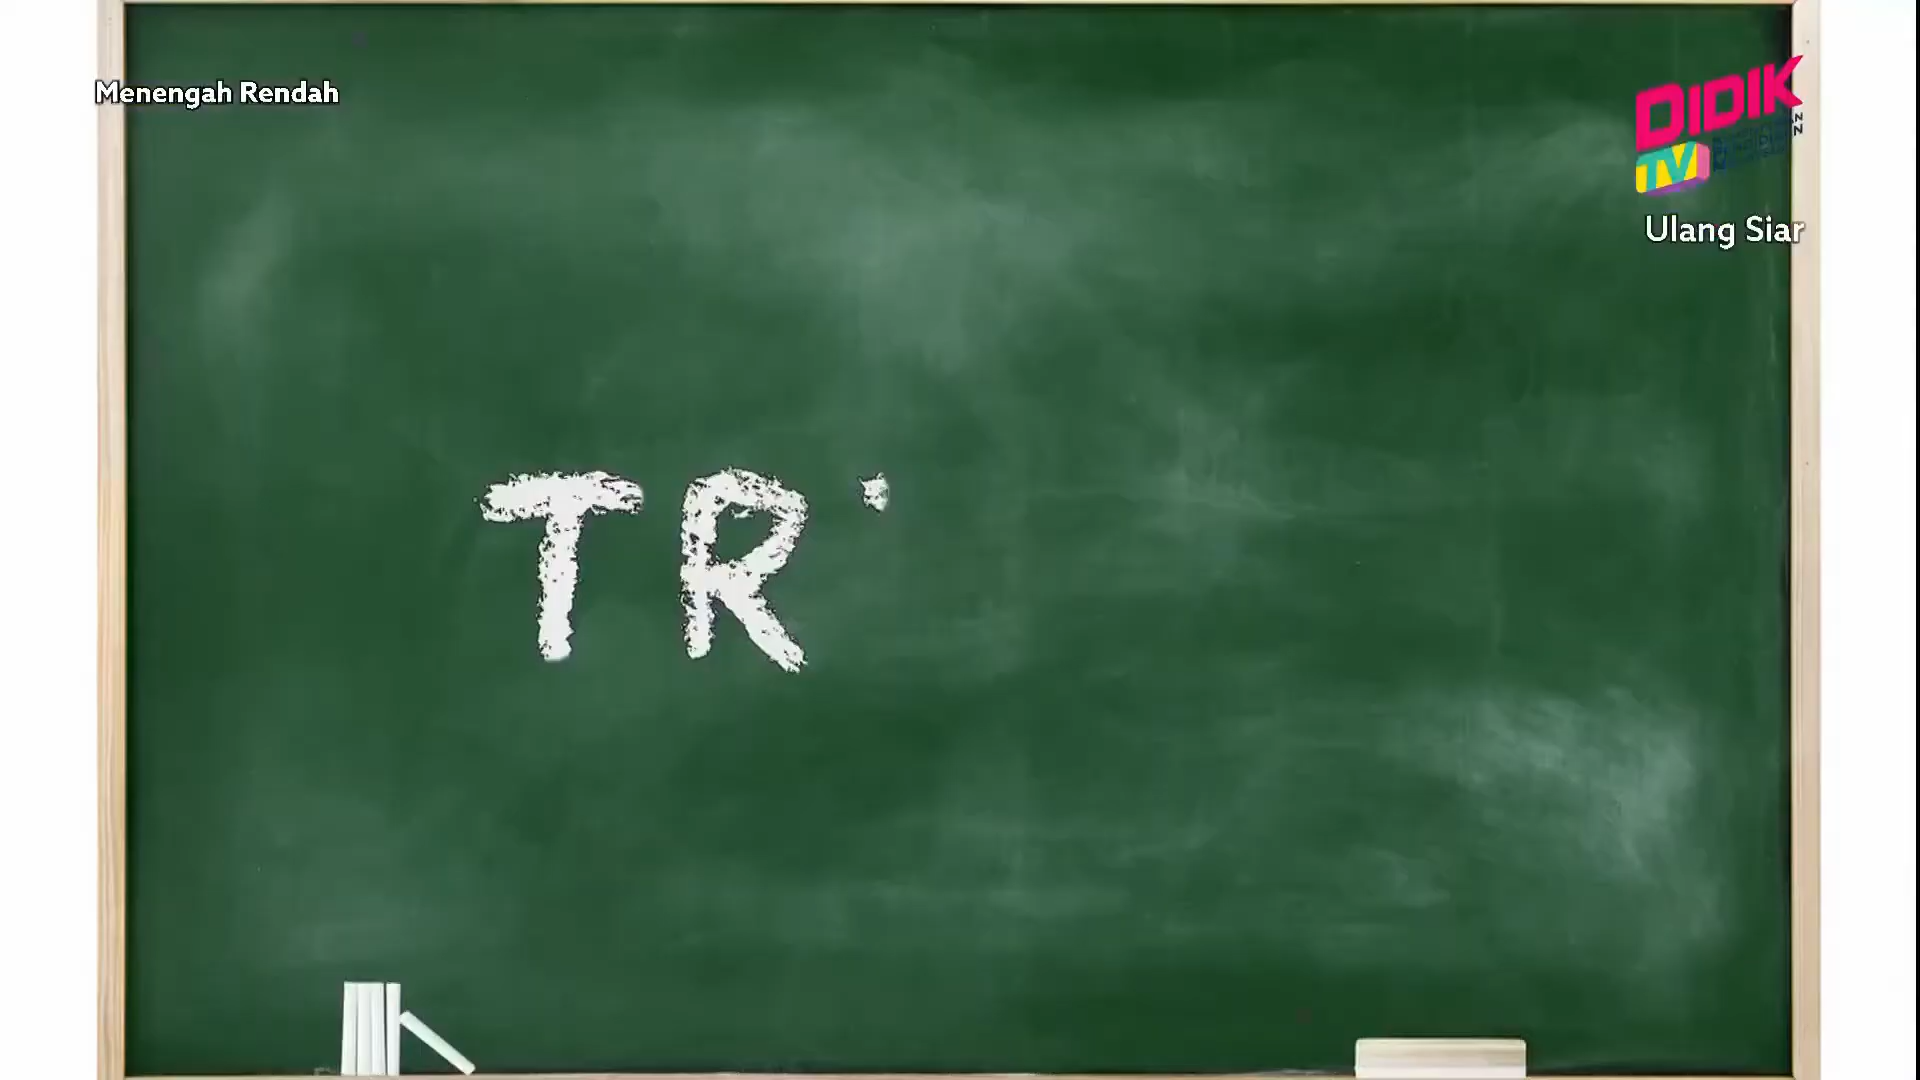 Menengah Rendah
DIDIK
TV
Ulang Siar
TR